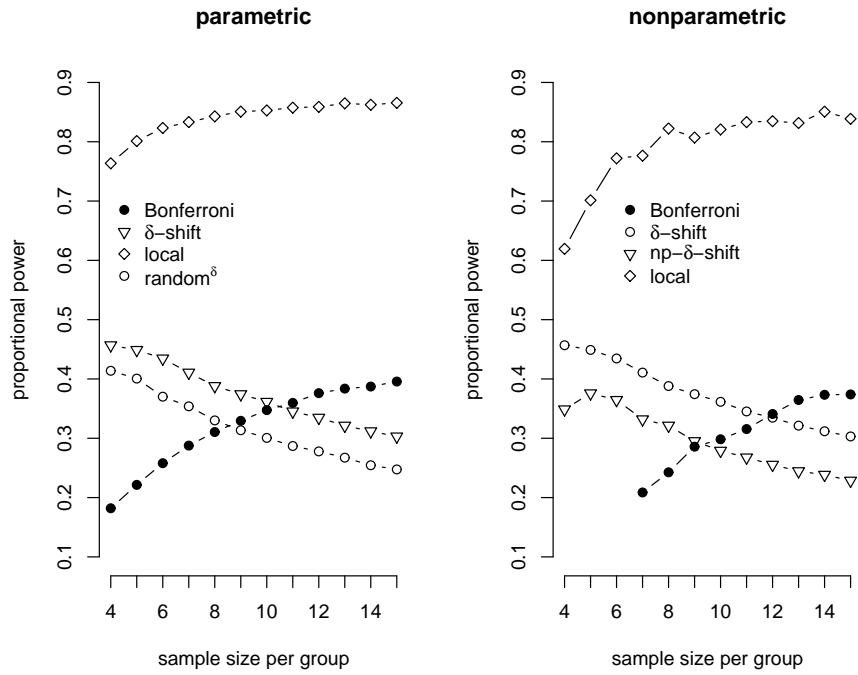 parametric
0.9
0.8
0.7
0.6
0.5
0.4
0.3
0.2
0.1
proportional power
Bonferroni
δ−shift
local
random^δ
4 6 8 10 12 14
sample size per group
nonparametric
0.9
0.8
0.7
0.6
0.5
0.4
0.3
0.2
0.1
proportional power
Bonferroni
δ−shift
np−δ−shift
local
4 6 8 10 12 14
sample size per group